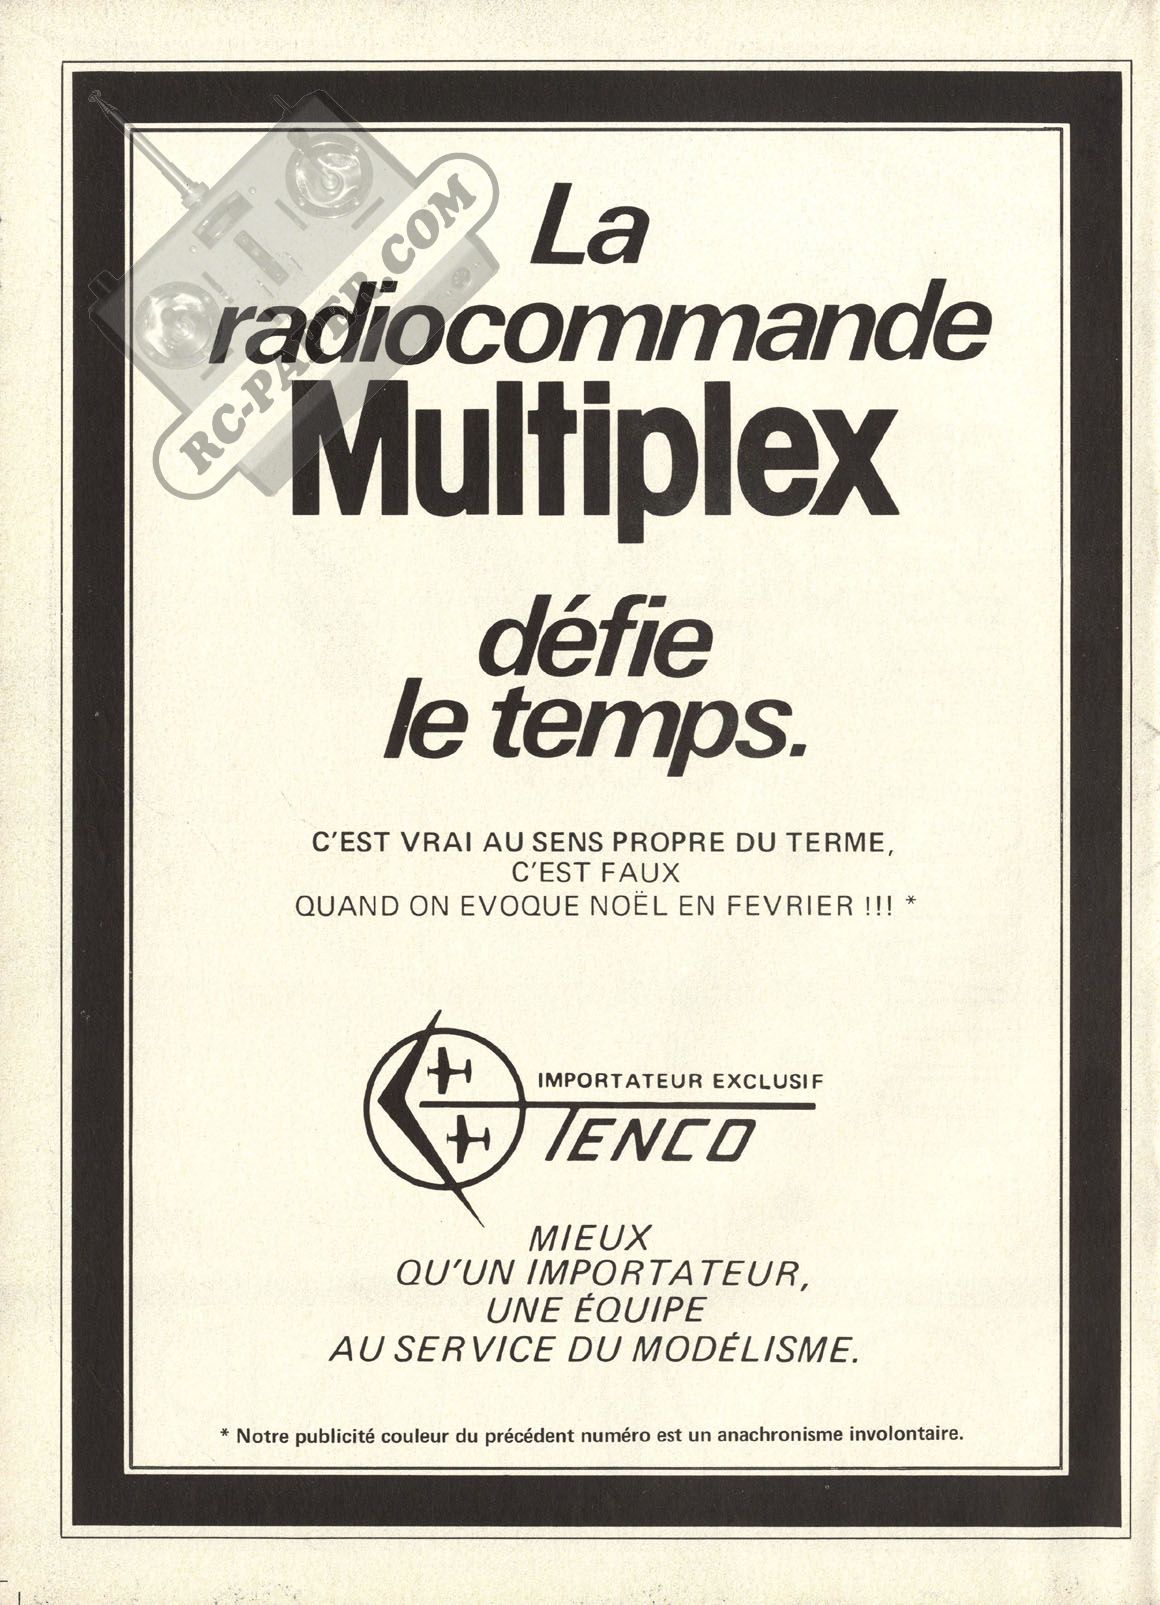 La
radiocommande
Multiplex
défie
le temps.
C'EST VRAI AU SENS PROPRE DU TERME,
C'EST FAUX
QUAND ON EVOQUE NOËL EN FEVRIER !!! *
IMPORTATEUR EXCLUSIF
TENCO
MIEUX
QU'UN IMPORTATEUR,
UNE ÉQUIPE
AU SERVICE DU MODÉLISME.
* Notre publicité couleur du précédent numéro est un anachronisme involontaire.
RC-PAPER.COM